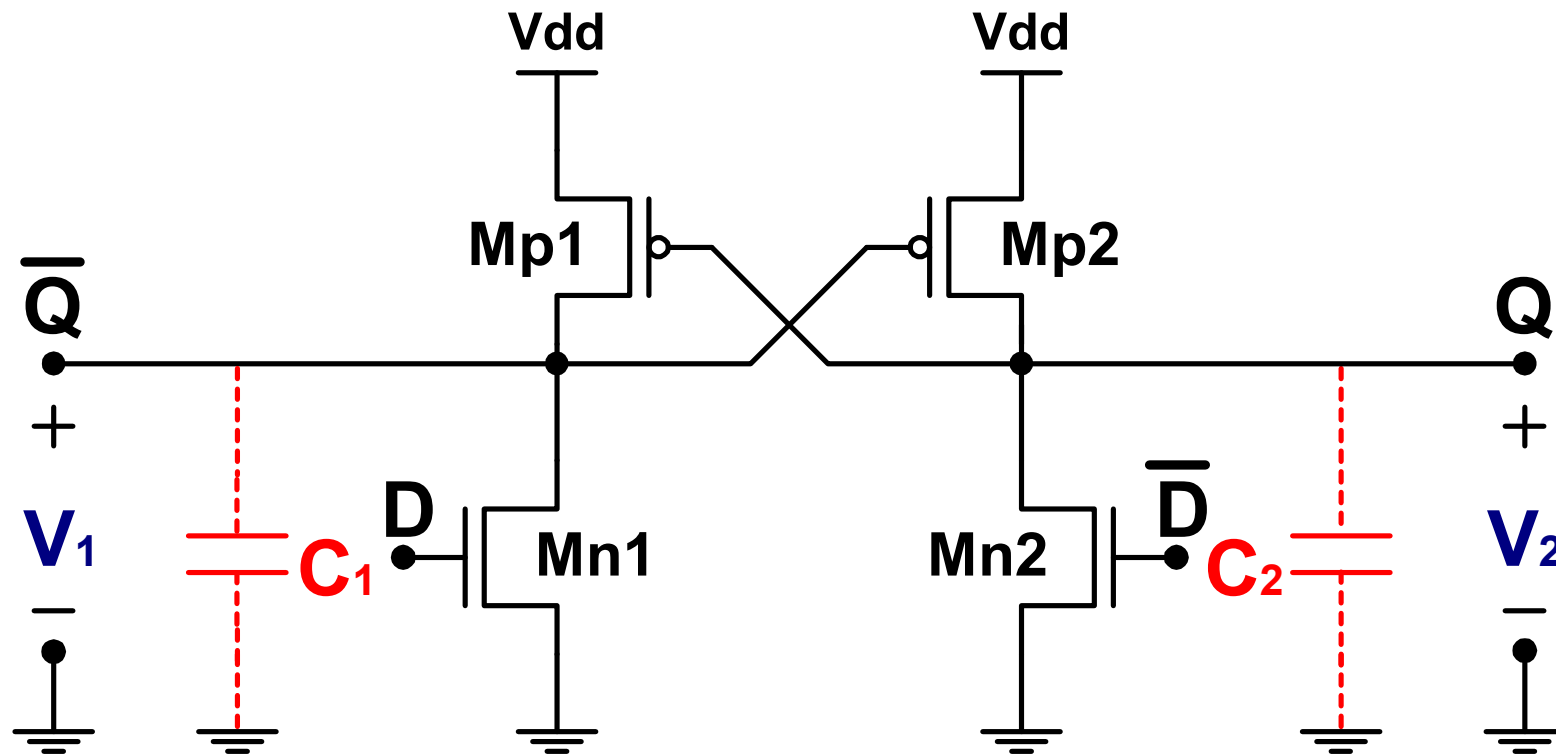 Vdd Vdd
Mp1 Mp2
Q̅ Q
+ +
D D̅
V₁ C₁ Mn1 Mn2 C₂ V₂
− −